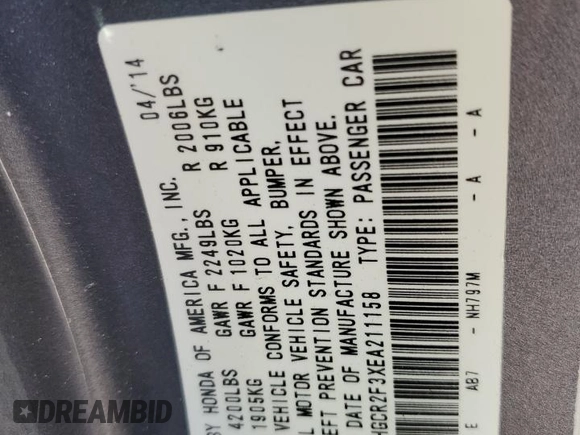 04/'14
BY HONDA OF AMERICA MFG., INC.
4200LBS GAWR F 2249LBS R 2006LBS
1905KG GAWR F 1020KG R 910KG
VEHICLE CONFORMS TO ALL APPLICABLE
MOTOR VEHICLE SAFETY, BUMPER,
PREVENTION STANDARDS IN EFFECT
DATE OF MANUFACTURE SHOWN ABOVE.
HGCR2F3XEA211158 TYPE: PASSENGER CAR
E AB7 - NH797M - A - A
DREAMBID